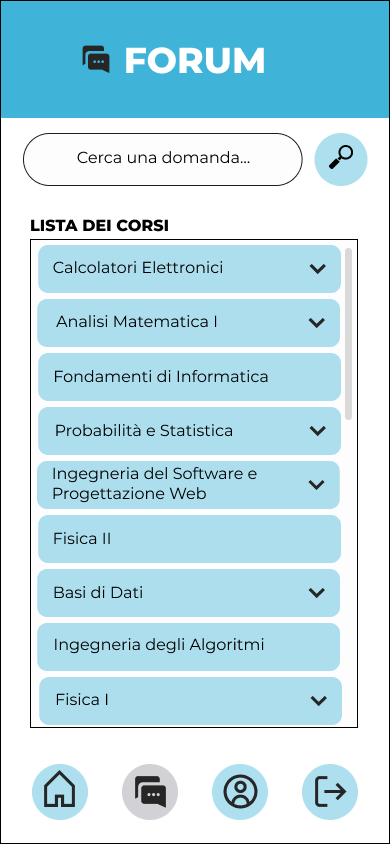 FORUM
Cerca una domanda...
LISTA DEI CORSI
Calcolatori Elettronici
Analisi Matematica I
Fondamenti di Informatica
Probabilità e Statistica
Ingegneria del Software e
Progettazione Web
Fisica II
Basi di Dati
Ingegneria degli Algoritmi
Fisica I